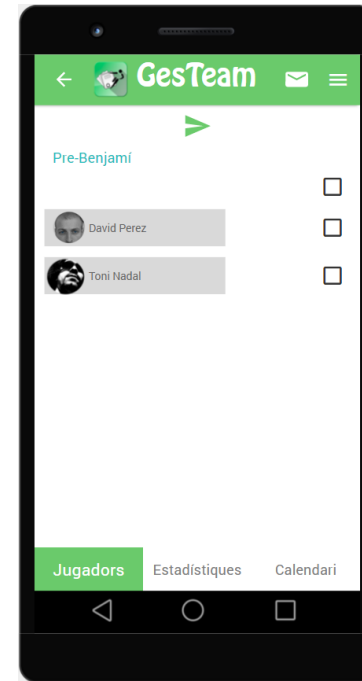 GesTeam
Pre-Benjamí
David Perez
Toni Nadal
Jugadors Estadístiques Calendari